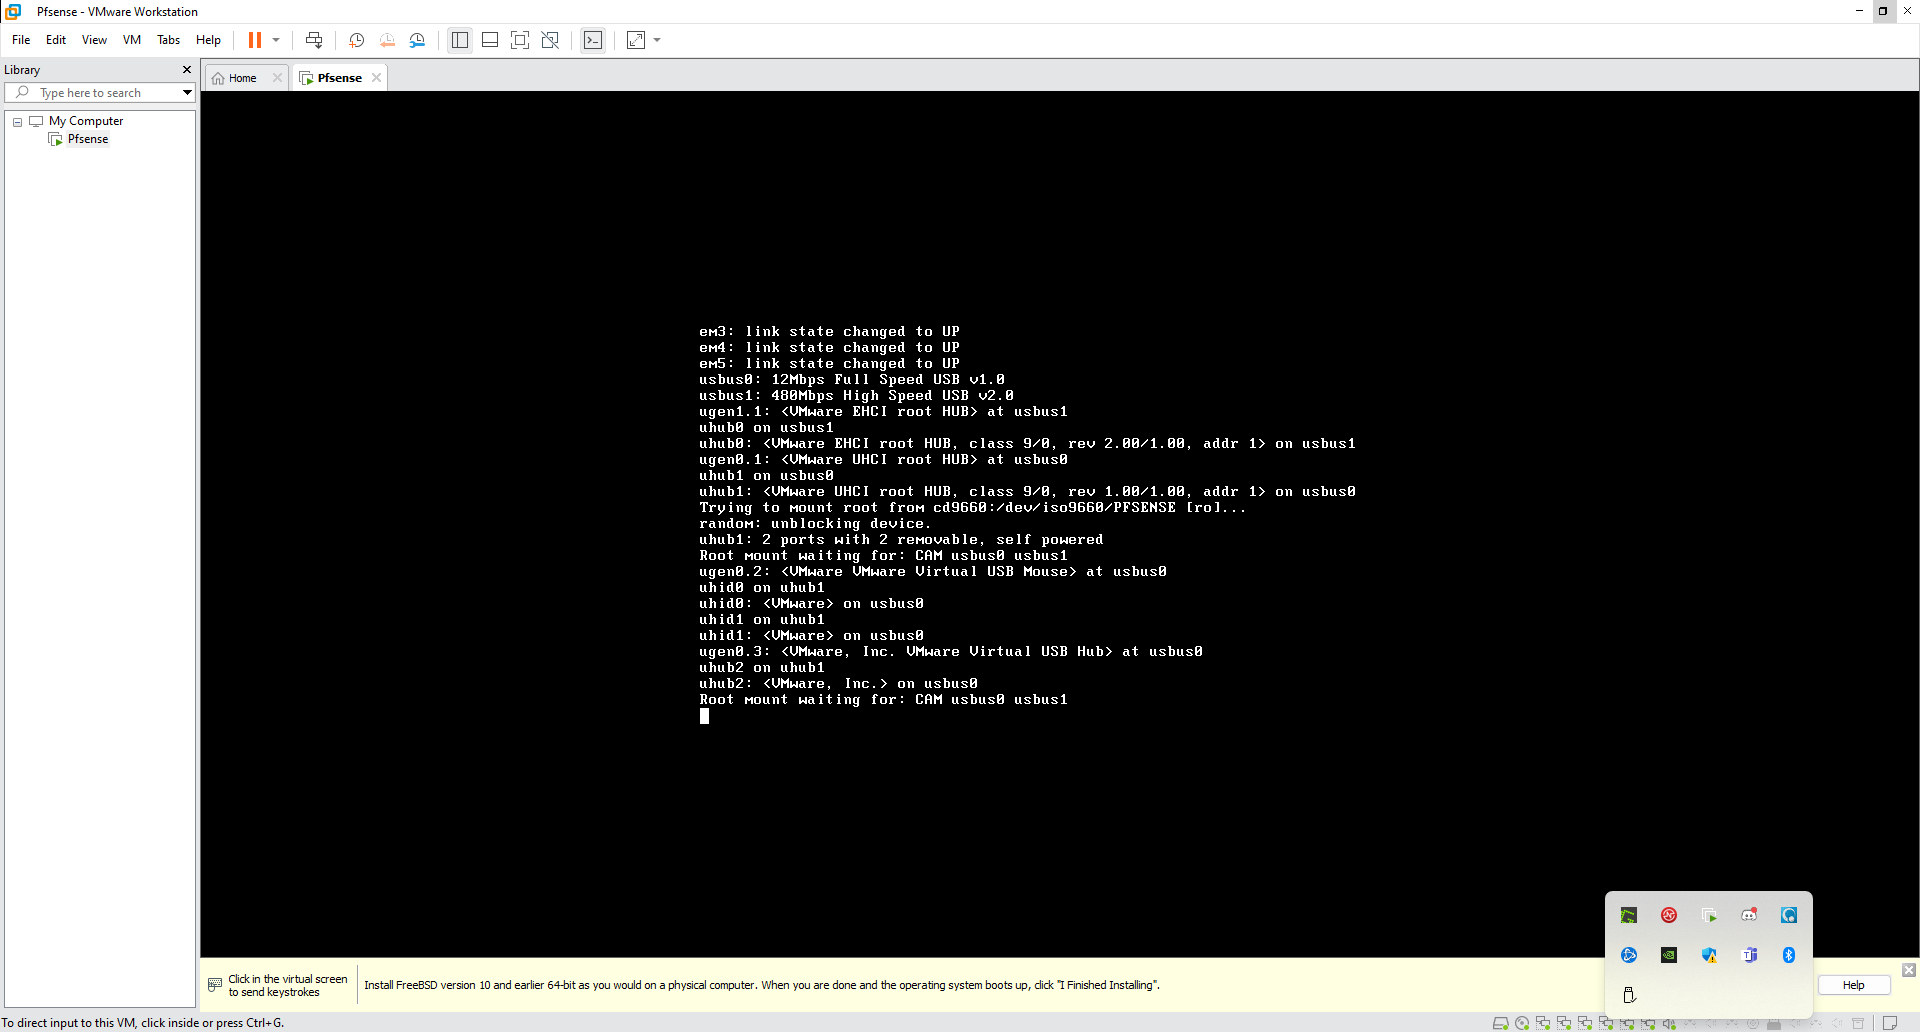 Pfsense - VMware Workstation
File Edit View VM Tabs Help
Library
Type here to search
My Computer
Pfsense
Home
Pfsense
em3: link state changed to UP
em4: link state changed to UP
em5: link state changed to UP
usbus0: 12Mbps Full Speed USB v1.0
usbus1: 480Mbps High Speed USB v2.0
ugen1.1: <VMware EHCI root HUB> at usbus1
uhub0 on usbus1
uhub0: <VMware EHCI root HUB, class 9/0, rev 2.00/1.00, addr 1> on usbus1
ugen0.1: <VMware UHCI root HUB> at usbus0
uhub1 on usbus0
uhub1: <VMware UHCI root HUB, class 9/0, rev 1.00/1.00, addr 1> on usbus0
Trying to mount root from cd9660:/dev/iso9660/PFSENSE [ro]...
random: unblocking device.
uhub1: 2 ports with 2 removable, self powered
Root mount waiting for: CAM usbus0 usbus1
ugen0.2: <VMware VMware Virtual USB Mouse> at usbus0
uhid0 on uhub1
uhid0: <VMware> on usbus0
uhid1 on uhub1
uhid1: <VMware> on usbus0
ugen0.3: <VMware, Inc. VMware Virtual USB Hub> at usbus0
uhub2 on uhub1
uhub2: <VMware, Inc.> on usbus0
Root mount waiting for: CAM usbus0 usbus1
Click in the virtual screen
to send keystrokes
Install FreeBSD version 10 and earlier 64-bit as you would on a physical computer. When you are done and the operating system boots up, click "I Finished Installing".
Help
To direct input to this VM, click inside or press Ctrl+G.